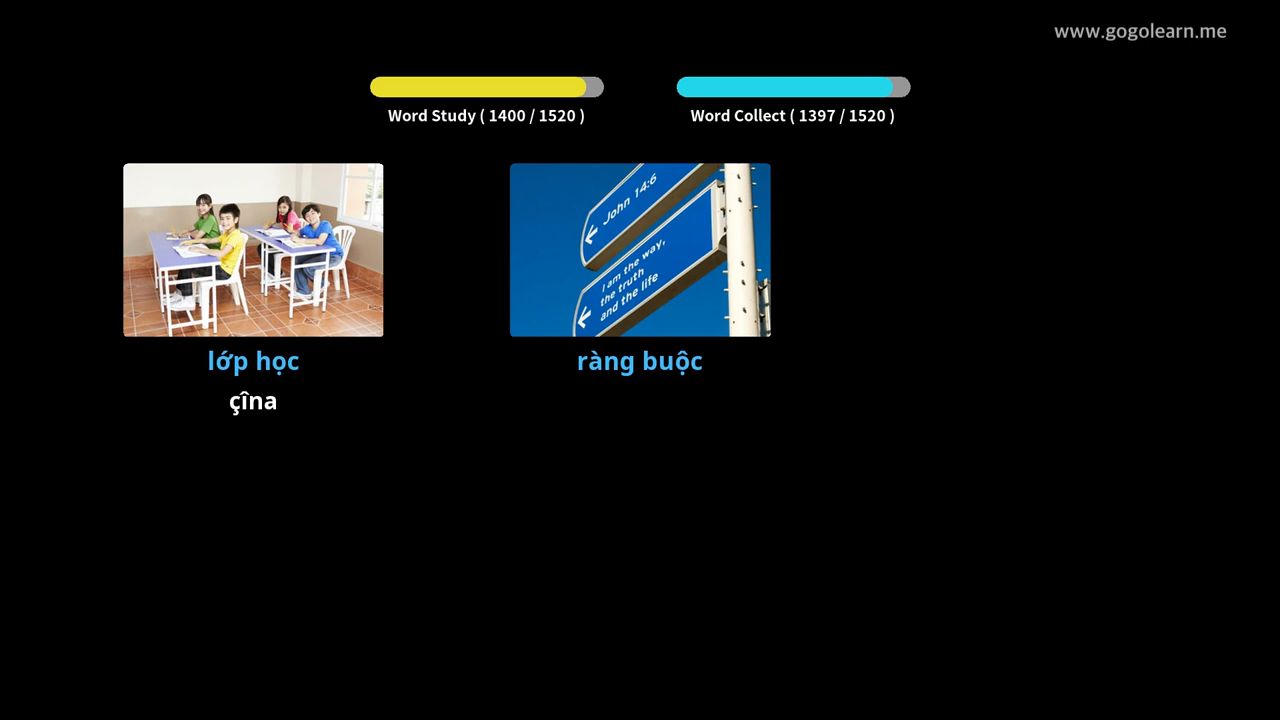 www.gogolearn.me
Word Study ( 1400 / 1520 )
Word Collect ( 1397 / 1520 )
John 14:6
I am the way,
the truth
and the life
lớp học
ràng buộc
çîna